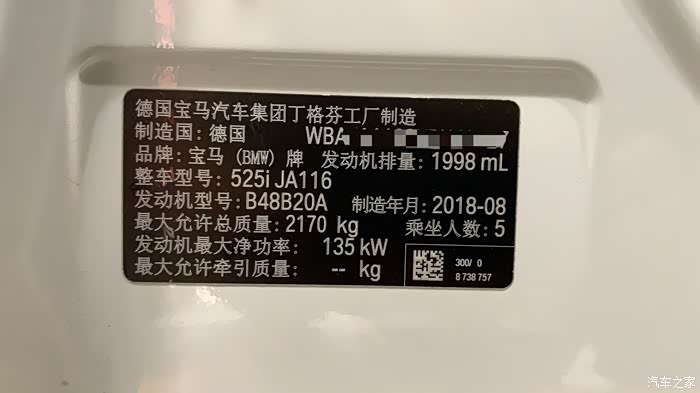 德国宝马汽车集团丁格芬工厂制造
制造国: 德国 WBA
品牌: 宝马 (BMW) 牌 发动机排量: 1998 mL
整车型号: 525i JA116
发动机型号: B48B20A 制造年月: 2018-08
最大允许总质量: 2170 kg 乘坐人数: 5
发动机最大净功率: 135 kW
最大允许牵引质量: -- kg
300/ 0
8 738 757
汽车之家